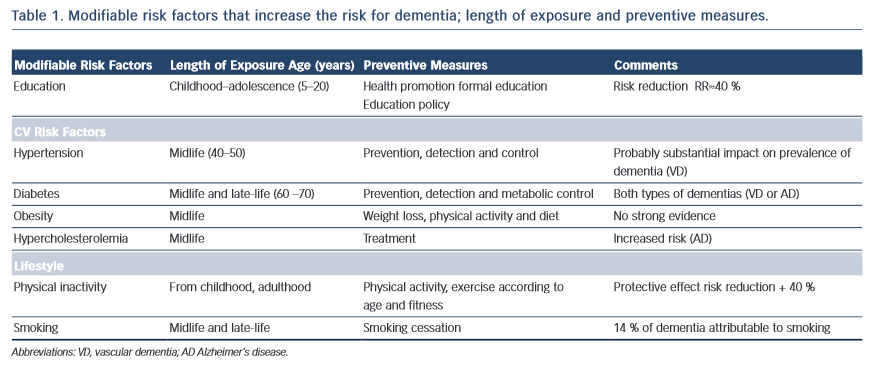 Table 1. Modifiable risk factors that increase the risk for dementia; length of exposure and preventive measures.
Modifiable Risk Factors Length of Exposure Age (years) Preventive Measures Comments
Education Childhood–adolescence (5–20) Health promotion formal education Risk reduction RR≈40 %
Education policy
CV Risk Factors
Hypertension Midlife (40–50) Prevention, detection and control Probably substantial impact on prevalence of
dementia (VD)
Diabetes Midlife and late-life (60 –70) Prevention, detection and metabolic control Both types of dementias (VD or AD)
Obesity Midlife Weight loss, physical activity and diet No strong evidence
Hypercholesterolemia Midlife Treatment Increased risk (AD)
Lifestyle
Physical inactivity From childhood, adulthood Physical activity, exercise according to Protective effect risk reduction + 40 %
age and fitness
Smoking Midlife and late-life Smoking cessation 14 % of dementia attributable to smoking
Abbreviations: VD, vascular dementia; AD Alzheimer's disease.